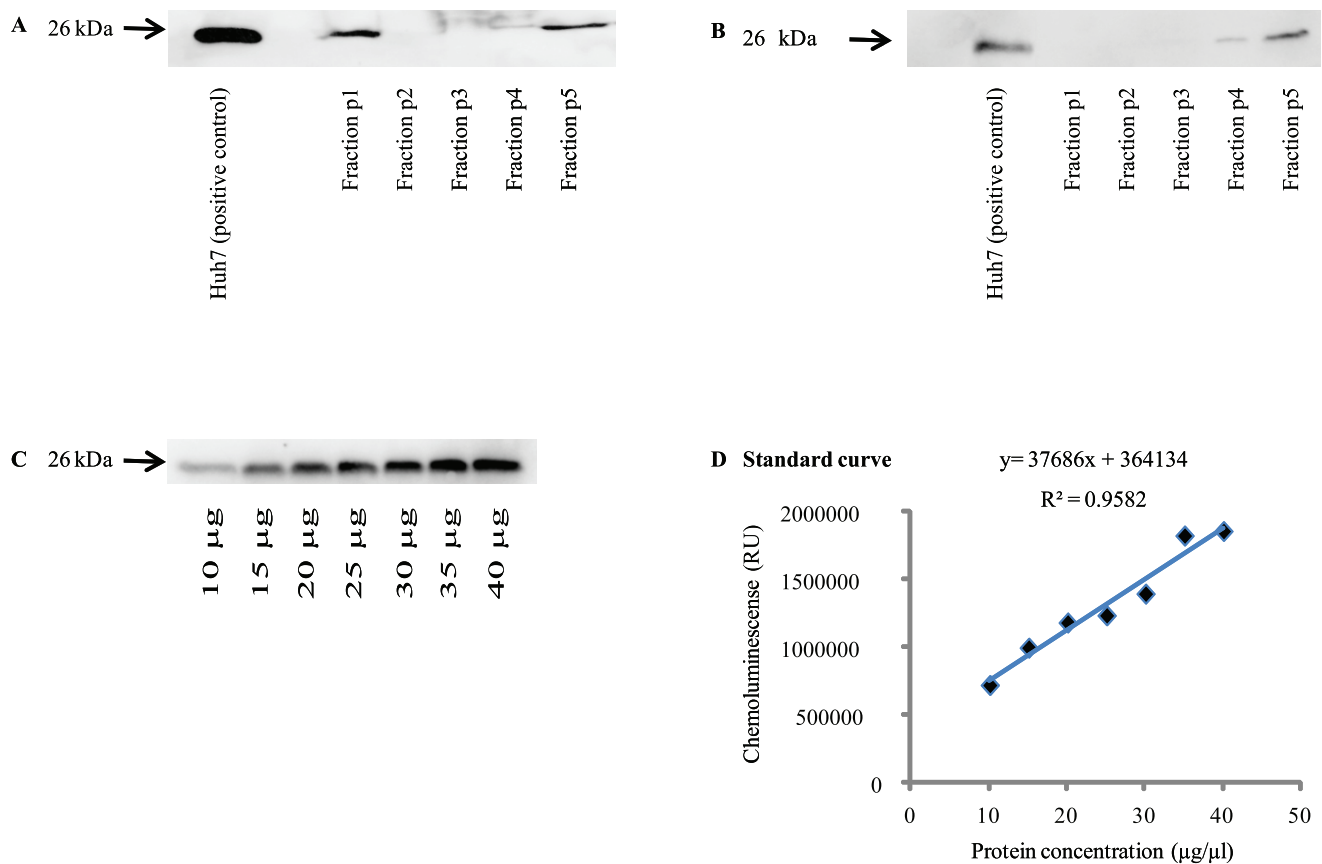 A 26 kDa
Huh7 (positive control)
Fraction p1
Fraction p2
Fraction p3
Fraction p4
Fraction p5
B 26 kDa
Huh7 (positive control)
Fraction p1
Fraction p2
Fraction p3
Fraction p4
Fraction p5
C 26 kDa
10 µg
15 µg
20 µg
25 µg
30 µg
35 µg
40 µg
D Standard curve
y= 37686x + 364134
R² = 0.9582
Chemoluminescense (RU)
2000000
1500000
1000000
500000
0
0 10 20 30 40 50
Protein concentration (µg/µl)